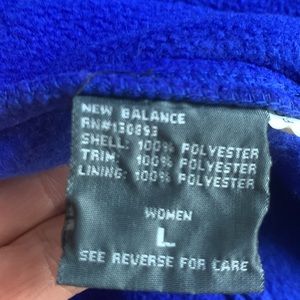 NEW BALANCE
RN#130893
SHELL: 100% POLYESTER
TRIM: 100% POLYESTER
LINING: 100% POLYESTER
WOMEN
L
SEE REVERSE FOR CARE